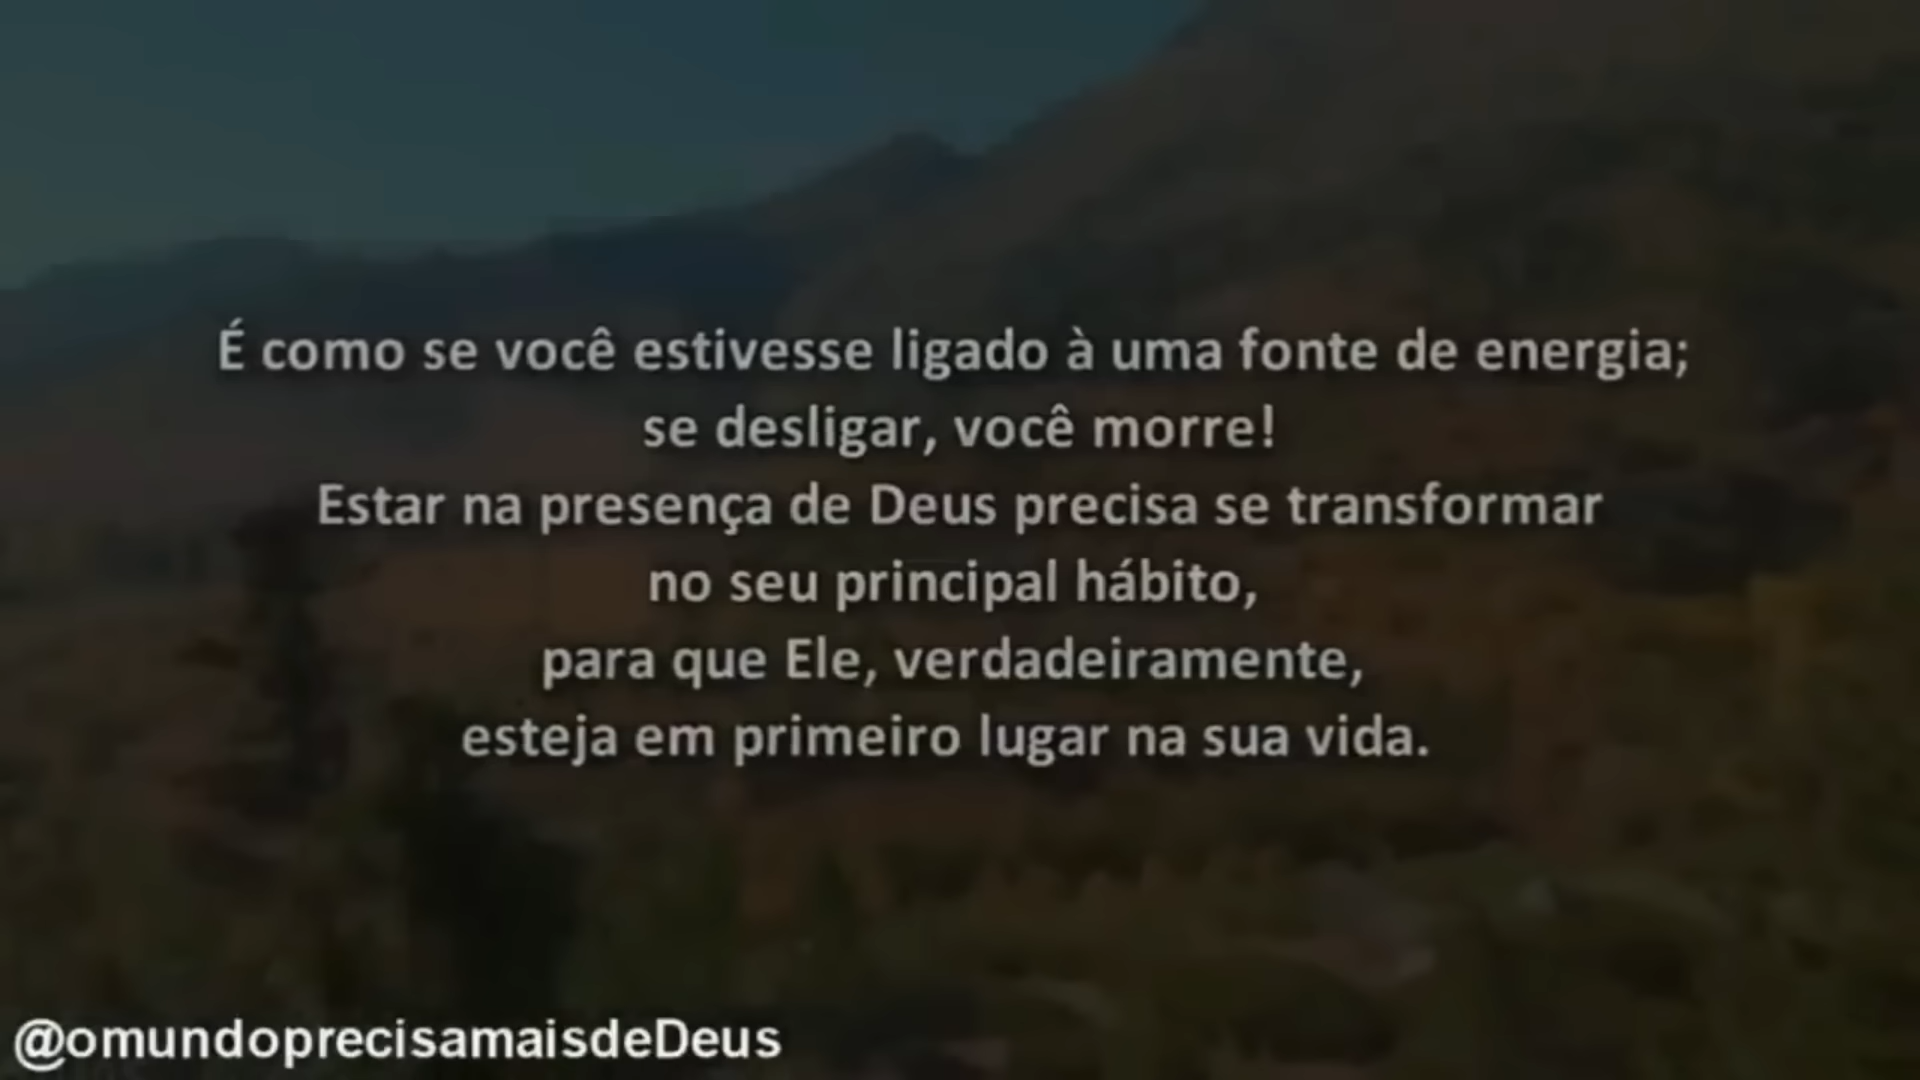 É como se você estivesse ligado à uma fonte de energia;
se desligar, você morre!
Estar na presença de Deus precisa se transformar
no seu principal hábito,
para que Ele, verdadeiramente,
esteja em primeiro lugar na sua vida.
@omundoprecisamaisdeDeus